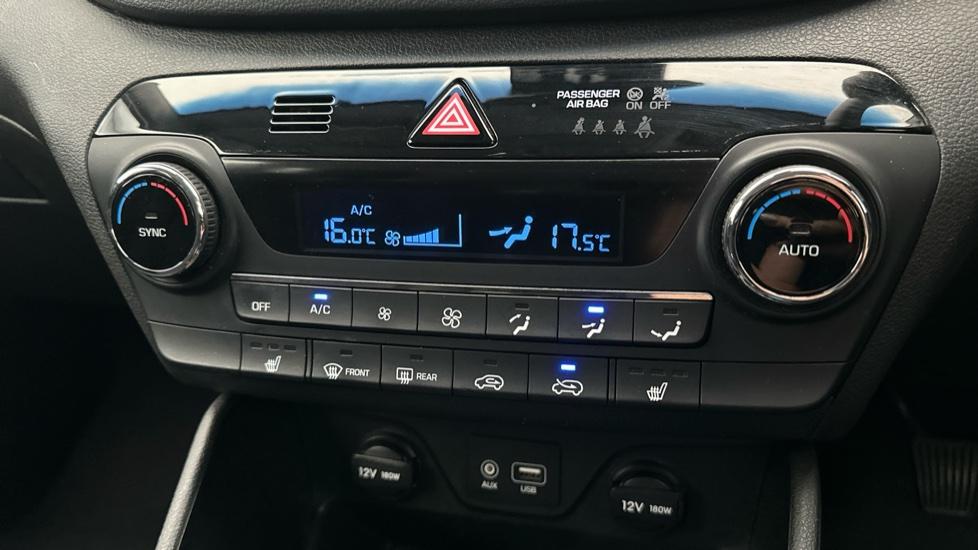 PASSENGER
AIR BAG
ON OFF
A/C
16.0°C 17.5°C
SYNC
AUTO
OFF
A/C
FRONT
REAR
12V 180W
AUX
USB
12V 180W